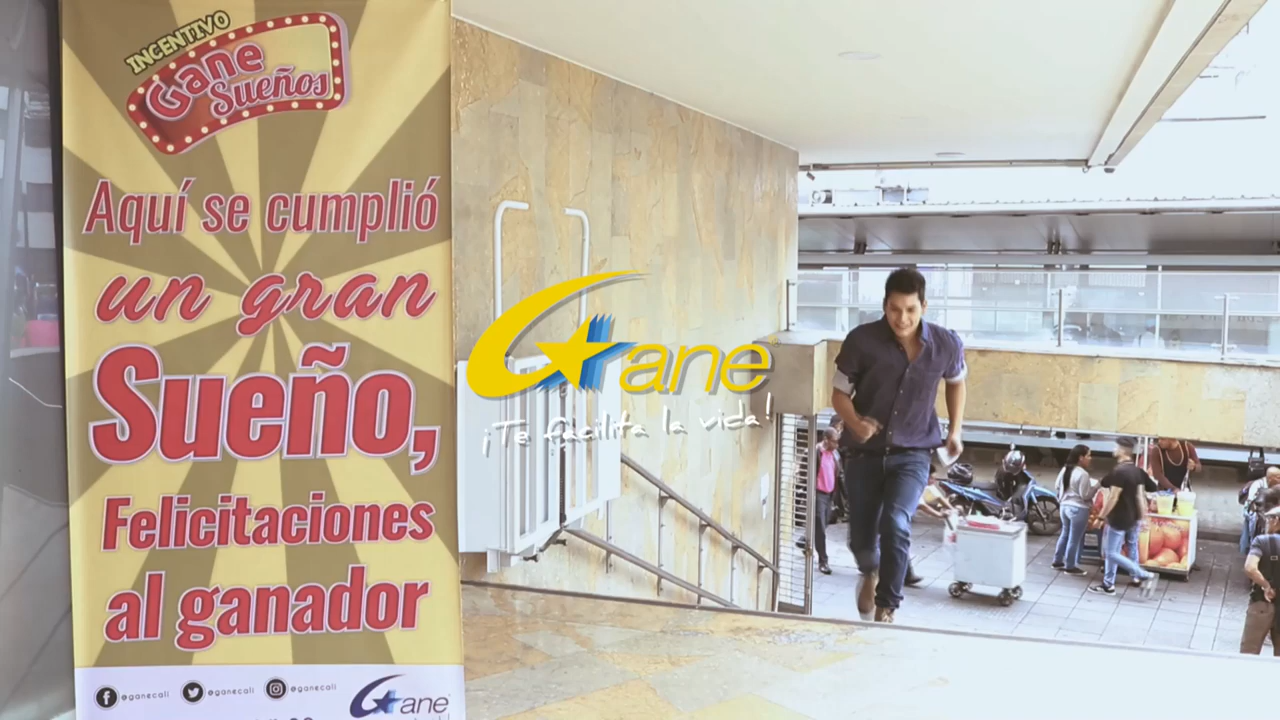 INCENTIVO
Gane
Sueños
Aquí se cumplió
un gran
Sueño,
Felicitaciones
al ganador
@ganecali @ganecali @ganecali
Gane
Gane
¡Te facilita la vida!